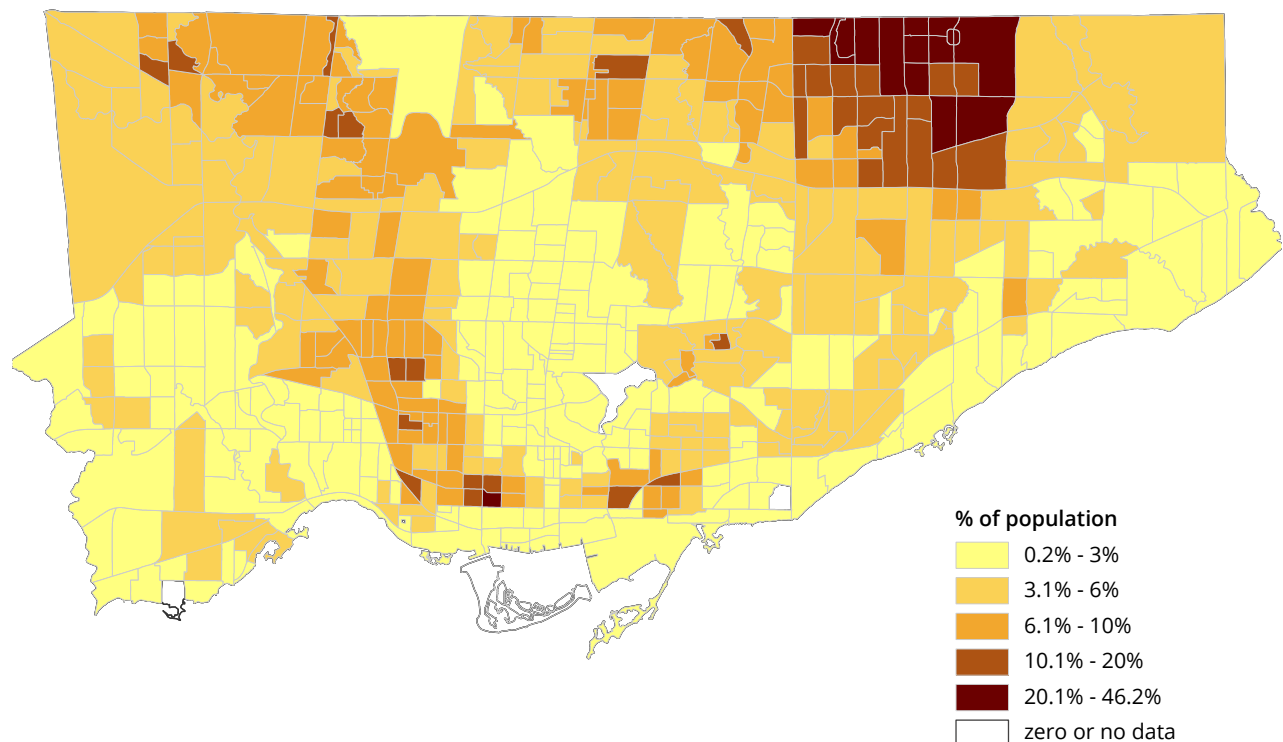 % of population
0.2% - 3%
3.1% - 6%
6.1% - 10%
10.1% - 20%
20.1% - 46.2%
zero or no data